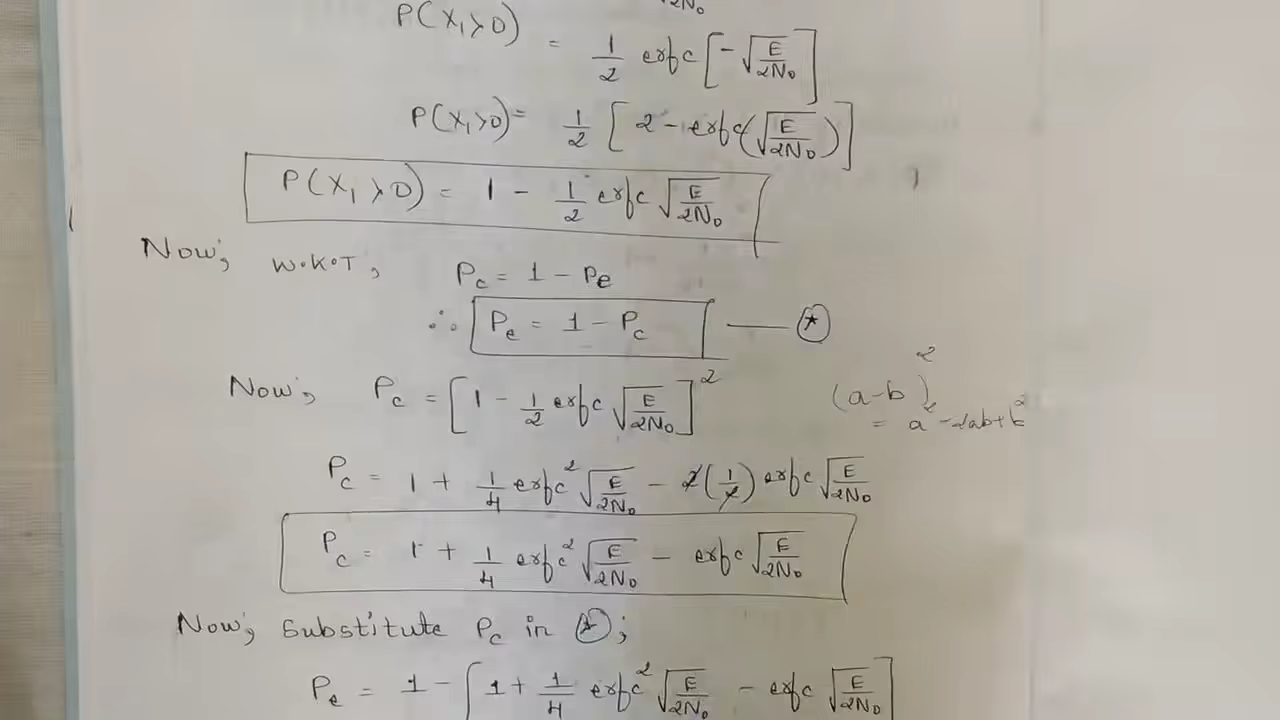 2N₀
P(X₁>0) = 1/2 erfc[-√(E/2N₀)]
P(X₁>0) = 1/2 [2 - erfc(√(E/2N₀))]
P(X₁>0) = 1 - 1/2 erfc √(E/2N₀)
Now, W.K.T, P_c = 1 - P_e
∴ P_e = 1 - P_c — (*)
Now, P_c = [1 - 1/2 erfc √(E/2N₀)]²
(a-b)²
= a² - 2ab + b²
P_c = 1 + 1/4 erfc² √(E/2N₀) - 2(1/2) erfc √(E/2N₀)
P_c = 1 + 1/4 erfc² √(E/2N₀) - erfc √(E/2N₀)
Now, Substitute P_c in (*);
P_e = 1 - [1 + 1/4 erfc² √(E/2N₀) - erfc √(E/2N₀)]